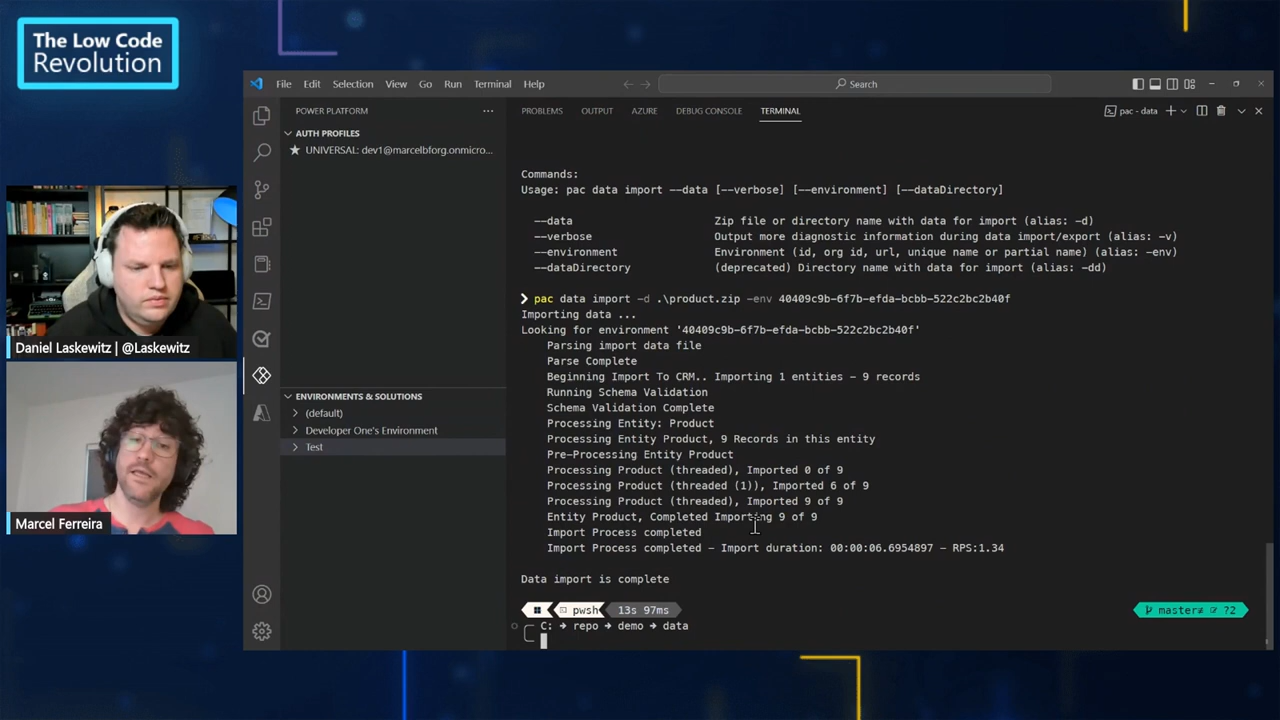 The Low Code
Revolution
File Edit Selection View Go Run Terminal Help
Search
POWER PLATFORM
PROBLEMS OUTPUT AZURE DEBUG CONSOLE TERMINAL
pac - data
AUTH PROFILES
UNIVERSAL: dev1@marcelbforg.onmicro...
Commands:
Usage: pac data import --data [--verbose] [--environment] [--dataDirectory]
--data Zip file or directory name with data for import (alias: -d)
--verbose Output more diagnostic information during data import/export (alias: -v)
--environment Environment (id, org id, url, unique name or partial name) (alias: -env)
--dataDirectory (deprecated) Directory name with data for import (alias: -dd)
❯ pac data import -d .\product.zip -env 40409c9b-6f7b-efda-bcbb-522c2bc2b40f
Importing data ...
Looking for environment '40409c9b-6f7b-efda-bcbb-522c2bc2b40f'
Parsing import data file
Parse Complete
Beginning Import To CRM.. Importing 1 entities - 9 records
Running Schema Validation
Schema Validation Complete
Processing Entity: Product
Processing Entity Product, 9 Records in this entity
Pre-Processing Entity Product
Processing Product (threaded), Imported 0 of 9
Processing Product (threaded (1)), Imported 6 of 9
Processing Product (threaded), Imported 9 of 9
Entity Product, Completed Importing 9 of 9
Import Process completed
Import Process completed - Import duration: 00:00:06.6954897 - RPS:1.34
Data import is complete
pwsh 13s 97ms
master≢ ?2
C: → repo → demo → data
ENVIRONMENTS & SOLUTIONS
(default)
Developer One's Environment
Test
Daniel Laskewitz | @Laskewitz
Marcel Ferreira